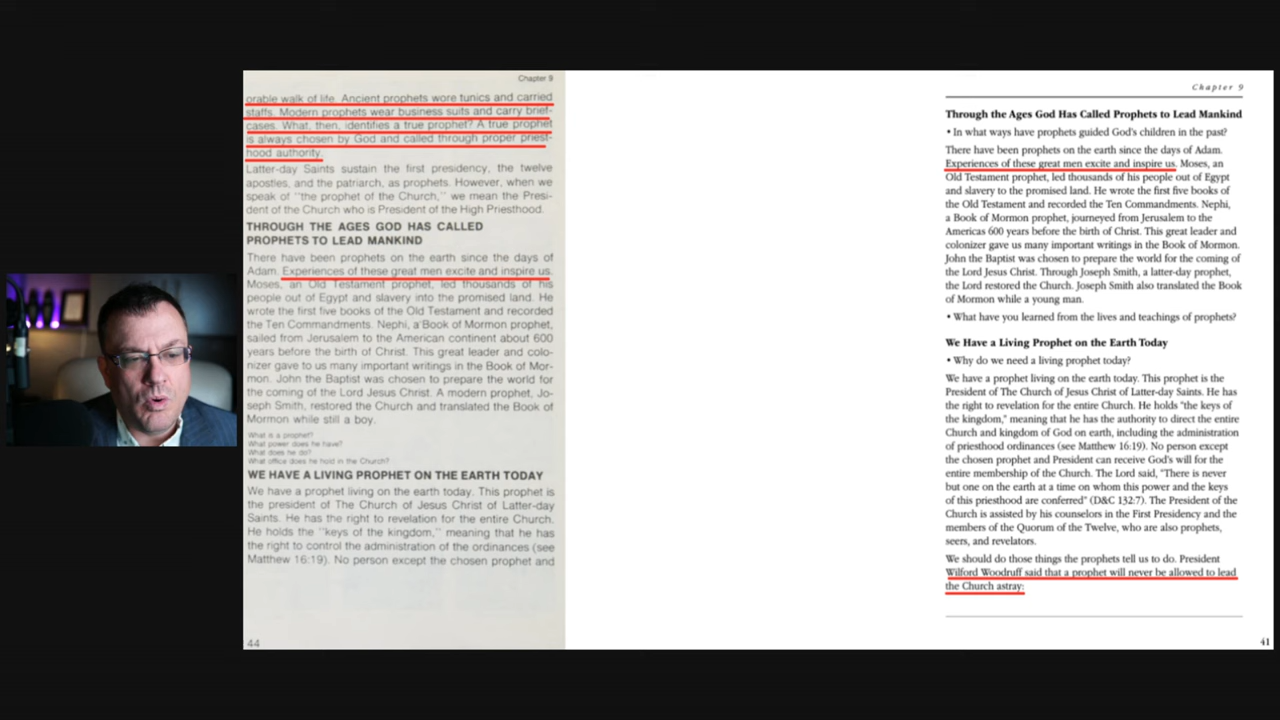 Chapter 9
orable walk of life. Ancient prophets wore tunics and carried
staffs. Modern prophets wear business suits and carry brief-
cases. What, then, identifies a true prophet? A true prophet
is always chosen by God and called through proper priest-
hood authority.
Latter-day Saints sustain the first presidency, the twelve
apostles, and the patriarch, as prophets. However, when we
speak of "the prophet of the Church," we mean the Presi-
dent of the Church who is President of the High Priesthood.
THROUGH THE AGES GOD HAS CALLED
PROPHETS TO LEAD MANKIND
There have been prophets on the earth since the days of
Adam. Experiences of these great men excite and inspire us.
Moses, an Old Testament prophet, led thousands of his
people out of Egypt and slavery into the promised land. He
wrote the first five books of the Old Testament and recorded
the Ten Commandments. Nephi, a Book of Mormon prophet,
sailed from Jerusalem to the American continent about 600
years before the birth of Christ. This great leader and colo-
nizer gave to us many important writings in the Book of Mor-
mon. John the Baptist was chosen to prepare the world for
the coming of the Lord Jesus Christ. A modern prophet, Jo-
seph Smith, restored the Church and translated the Book of
Mormon while still a boy.
What is a prophet?
What power does he have?
What does he do?
What office does he hold in the Church?
WE HAVE A LIVING PROPHET ON THE EARTH TODAY
We have a prophet living on the earth today. This prophet is
the president of The Church of Jesus Christ of Latter-day
Saints. He has the right to revelation for the entire Church.
He holds the "keys of the kingdom," meaning that he has
the right to control the administration of the ordinances (see
Matthew 16:19). No person except the chosen prophet and
44
Chapter 9
Through the Ages God Has Called Prophets to Lead Mankind
• In what ways have prophets guided God's children in the past?
There have been prophets on the earth since the days of Adam.
Experiences of these great men excite and inspire us. Moses, an
Old Testament prophet, led thousands of his people out of Egypt
and slavery to the promised land. He wrote the first five books of
the Old Testament and recorded the Ten Commandments. Nephi,
a Book of Mormon prophet, journeyed from Jerusalem to the
Americas 600 years before the birth of Christ. This great leader and
colonizer gave us many important writings in the Book of Mormon.
John the Baptist was chosen to prepare the world for the coming of
the Lord Jesus Christ. Through Joseph Smith, a latter-day prophet,
the Lord restored the Church. Joseph Smith also translated the Book
of Mormon while a young man.
• What have you learned from the lives and teachings of prophets?
We Have a Living Prophet on the Earth Today
• Why do we need a living prophet today?
We have a prophet living on the earth today. This prophet is the
President of The Church of Jesus Christ of Latter-day Saints. He has
the right to revelation for the entire Church. He holds "the keys of
the kingdom," meaning that he has the authority to direct the entire
Church and kingdom of God on earth, including the administration
of priesthood ordinances (see Matthew 16:19). No person except
the chosen prophet and President can receive God's will for the
entire membership of the Church. The Lord said, "There is never
but one on the earth at a time on whom this power and the keys
of this priesthood are conferred" (D&C 132:7). The President of the
Church is assisted by his counselors in the First Presidency and the
members of the Quorum of the Twelve, who are also prophets,
seers, and revelators.
We should do those things the prophets tell us to do. President
Wilford Woodruff said that a prophet will never be allowed to lead
the Church astray:
41